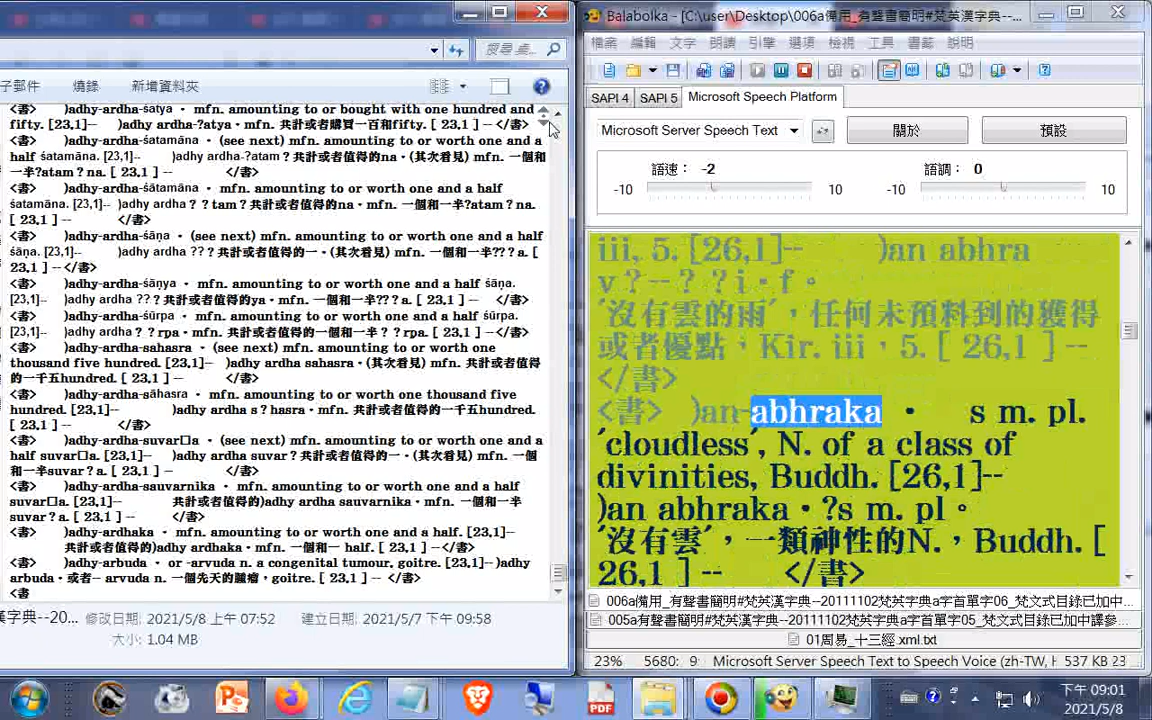 搜尋 桌...
子郵件 燒錄 新增資料夾
<書> )adhy-ardha-śatya・mfn. amounting to or bought with one hundred and
fifty. [23,1]-- )adhy ardha-?atya・mfn. 共計或者購買一百和fifty. [ 23,1 ] --</書>
<書> )adhy-ardha-śatamāna・(see next) mfn. amounting to or worth one and a
half śatamāna. [23,1]-- )adhy ardha-?atam ? 共計或者值得的na・(其次看見) mfn. 一個和
一半?atam ? na. [ 23,1 ] -- </書>
<書> )adhy-ardha-śātamāna・mfn. amounting to or worth one and a half
śatamāna. [23,1]-- )adhy ardha ? ? tam ? 共計或者值得的na・mfn. 一個和一半?atam ? na.
[ 23,1 ] -- </書>
<書> )adhy-ardha-śāṇa・(see next) mfn. amounting to or worth one and a half
śāṇa. [23,1]-- )adhy ardha ??? 共計或者值得的一・(其次看見) mfn. 一個和一半???a. [
23,1 ] --</書>
<書> )adhy-ardha-śāṇya・mfn. amounting to or worth one and a half śāṇa.
[23,1]-- )adhy ardha ??? 共計或者值得的ya・mfn. 一個和一半??? a. [ 23,1 ] -- </書>
<書> )adhy-ardha-śūrpa・mfn. amounting to or worth one and a half śūrpa.
[23,1]-- )adhy ardha ? ? rpa・mfn. 共計或者值得的一個和一半? ? rpa. [ 23,1 ] -- </書>
<書> )adhy-ardha-sahasra・(see next) mfn. amounting to or worth one
thousand five hundred. [23,1]-- )adhy ardha sahasra・(其次看見) mfn. 共計或者值得
的一千五hundred. [ 23,1 ] -- </書>
<書> )adhy-ardha-sāhasra・mfn. amounting to or worth one thousand five
hundred. [23,1]-- )adhy ardha s ? hasra・mfn. 共計或者值得的一千五hundred. [
23,1 ] -- </書>
<書> )adhy-ardha-suvar□a・(see next) mfn. amounting to or worth one and a
half suvar□a. [23,1]-- )adhy ardha suvar ? 共計或者值得的一・(其次看見) mfn. 一個
和一半suvar ? a. [ 23,1 ] -- </書>
<書> )adhy-ardha-sauvarnika・mfn. amounting to or worth one and a half
suvar□a. [23,1]-- 共計或者值得的)adhy ardha sauvarnika・mfn. 一個和一半
suvar ? a. [ 23,1 ] -- </書>
<書> )adhy-ardhaka・mfn. amounting to or worth one and a half. [23,1]--
共計或者值得的)adhy ardhaka・mfn. 一個和一 half. [ 23,1 ] -- </書>
<書> )adhy-arbuda・or -arvuda n. a congenital tumour, goitre. [23,1]--)adhy
arbuda・或者-- arvuda n. 一個先天的腫瘤，goitre. [ 23,1 ] -- </書>
<書
漢字典--20... 修改日期: 2021/5/8 上午 07:52 建立日期: 2021/5/7 下午 09:58
大小: 1.04 MB
Balabolka - [C:\user\Desktop\006a備用_有聲書簡明#梵英漢字典--...
檔案 編輯 文字 朗讀 引擎 選項 檢視 工具 書籤 說明
SAPI 4 SAPI 5 Microsoft Speech Platform
Microsoft Server Speech Text 關於 預設
語速： -2 語調： 0
-10 10 -10 10
iii, 5. [26,1]-- )an abhra
v ?-- ? ? i・f。
'沒有雲的雨'，任何未預料到的獲得
或者優點，Kir. iii，5. [ 26,1 ] --
</書>
<書> )an-abhraka・ s m. pl.
'cloudless', N. of a class of
divinities, Buddh. [26,1]--
)an abhraka・?s m. pl。
'沒有雲'，一類神性的N.，Buddh. [
26,1 ] -- </書>
006a備用_有聲書簡明#梵英漢字典--20111102梵英漢字典a字首單字06_梵文式目錄已加中...
005a有聲書簡明#梵英漢字典--20111102梵英漢字典a字首單字05_梵文式目錄已加中譯參...
01周易_十三經.xml.txt
23% 5680: 9 Microsoft Server Speech Text to Speech Voice (zh-TW, H 537 KB 23
PDF
下午 09:01
2021/5/8